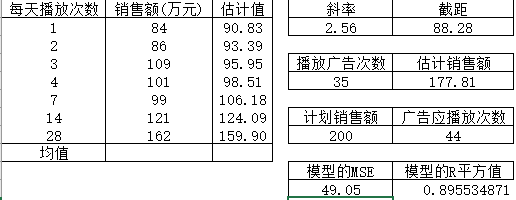 每天播放次数 销售额(万元) 估计值
1 84 90.83
2 86 93.39
3 109 95.95
4 101 98.51
7 99 106.18
14 121 124.09
28 162 159.90
均值
斜率 截距
2.56 88.28
播放广告次数 估计销售额
35 177.81
计划销售额 广告应播放次数
200 44
模型的MSE 模型的R平方值
49.05 0.895534871